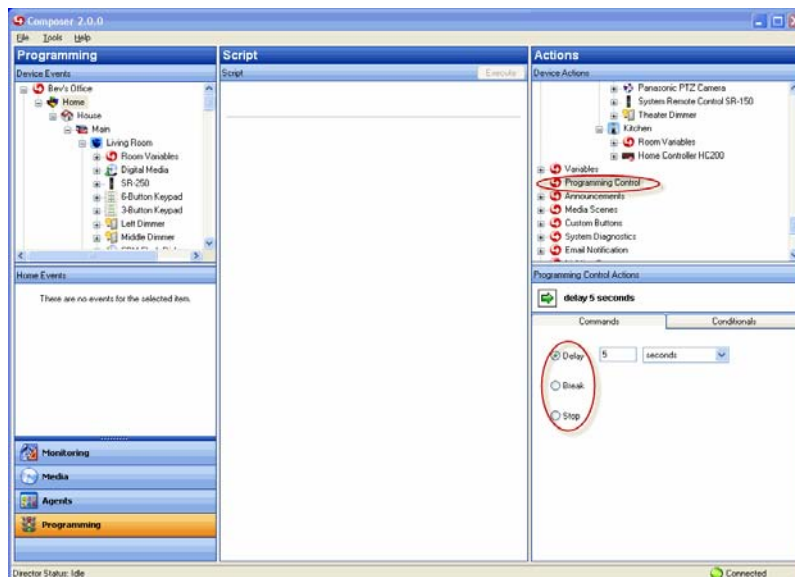 Composer 2.0.0
File Tools Help
Programming
Device Events
Bev's Office
Home
House
Main
Living Room
Room Variables
Digital Media
SR-250
6-Button Keypad
3-Button Keypad
Left Dimmer
Middle Dimmer
Home Events
There are no events for the selected item.
Monitoring
Media
Agents
Programming
Script
Script Execute
Actions
Device Actions
Panasonic PTZ Camera
System Remote Control SR-150
Theater Dimmer
Kitchen
Room Variables
Home Controller HC200
Variables
Programming Control
Announcements
Media Scenes
Custom Buttons
System Diagnostics
Email Notification
Programming Control Actions
delay 5 seconds
Commands Conditionals
Delay 5 seconds
Break
Stop
Director Status: Idle
Connected